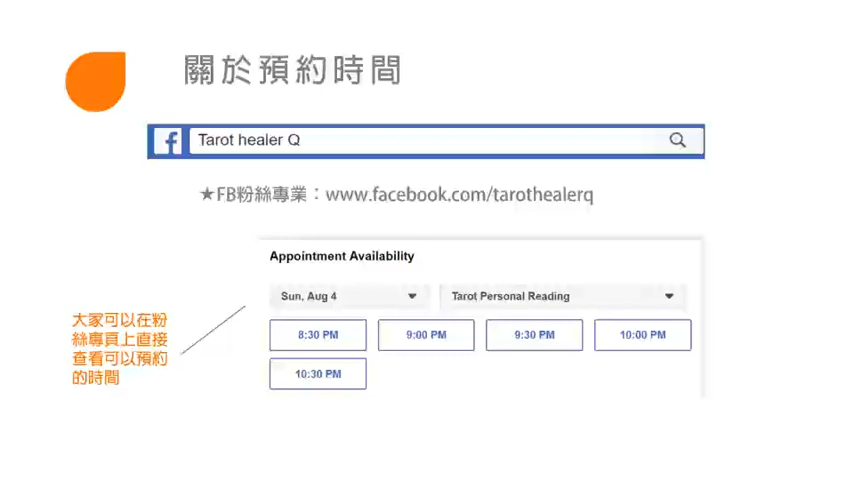 關於預約時間
f Tarot healer Q
★FB粉絲專業：www.facebook.com/tarothealerq
Appointment Availability
Sun, Aug 4 Tarot Personal Reading
8:30 PM 9:00 PM 9:30 PM 10:00 PM
10:30 PM
大家可以在粉
絲專頁上直接
查看可以預約
的時間